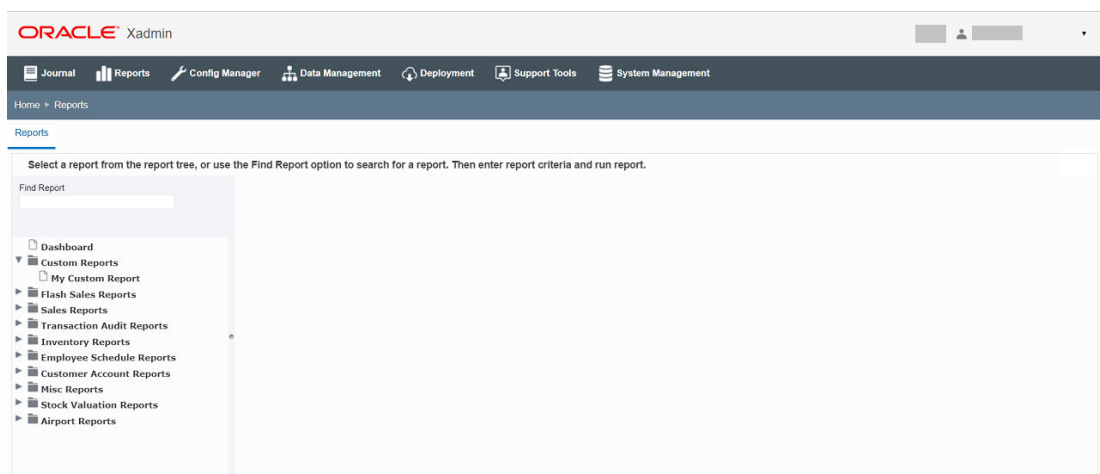 ORACLE® Xadmin
Journal Reports Config Manager Data Management Deployment Support Tools System Management
Home Reports
Reports
Select a report from the report tree, or use the Find Report option to search for a report. Then enter report criteria and run report.
Find Report
Dashboard
Custom Reports
My Custom Report
Flash Sales Reports
Sales Reports
Transaction Audit Reports
Inventory Reports
Employee Schedule Reports
Customer Account Reports
Misc Reports
Stock Valuation Reports
Airport Reports